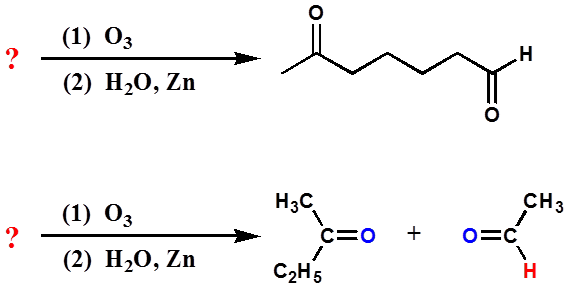 O
? (1) O3
(2) H2O, Zn
H
O
? (1) O3
(2) H2O, Zn
H3C
C=O
C2H5
+
CH3
O=C
H